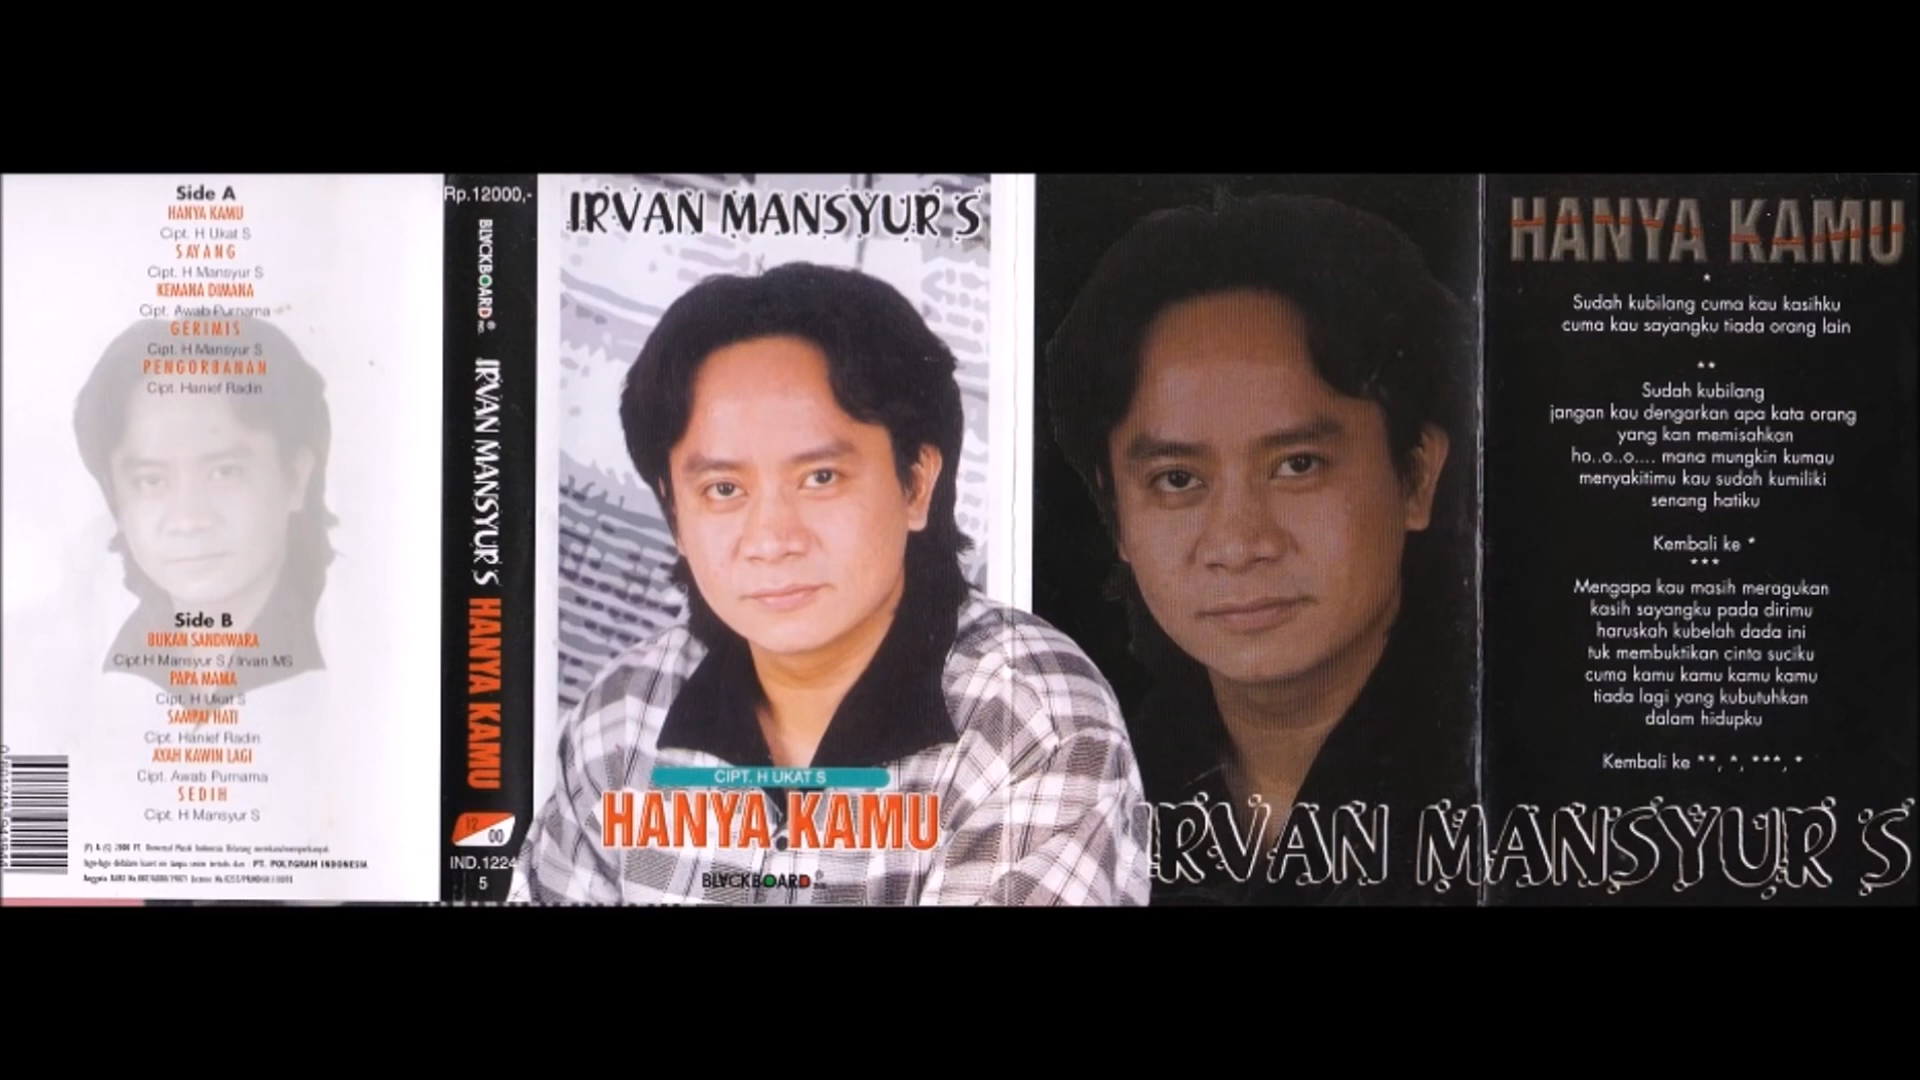 Side A
HANYA KAMU
Cipt. H Ukat S
SAYANG
Cipt. H Mansyur S
KEMANA DIMANA
Cipt. Awab Purnama
GERIMIS
Cipt. H Mansyur S
PENGORBANAN
Cipt. Hanief Radin
Side B
BUKAN SANDIWARA
Cipt.H Mansyur S / Irvan MS
PAPA MAMA
Cipt. H Ukat S
SAMPAI HATI
Cipt. Hanief Radin
AYAH KAWIN LAGI
Cipt. Awab Purnama
SEDIH
Cipt. H Mansyur S
PT. POLYGRAM INDONESIA
Rp.12000,-
BLACKBOARD® INC.
IRVAN MANSYUR S
HANYA KAMU
12 00
IND.1224
5
IRVAN MANSYUR S
CIPT. H UKAT S
HANYA KAMU
BLACKBOARD®
IRVAN MANSYUR S
HANYA KAMU
*
Sudah kubilang cuma kau kasihku
cuma kau sayangku tiada orang lain
**
Sudah kubilang
jangan kau dengarkan apa kata orang
yang kan memisahkan
ho..o..o.... mana mungkin kumau
menyakitimu kau sudah kumiliki
senang hatiku
Kembali ke *
***
Mengapa kau masih meragukan
kasih sayangku pada dirimu
haruskah kubelah dada ini
tuk membuktikan cinta suciku
cuma kamu kamu kamu kamu
tiada lagi yang kubutuhkan
dalam hidupku
Kembali ke **, *, ***, *